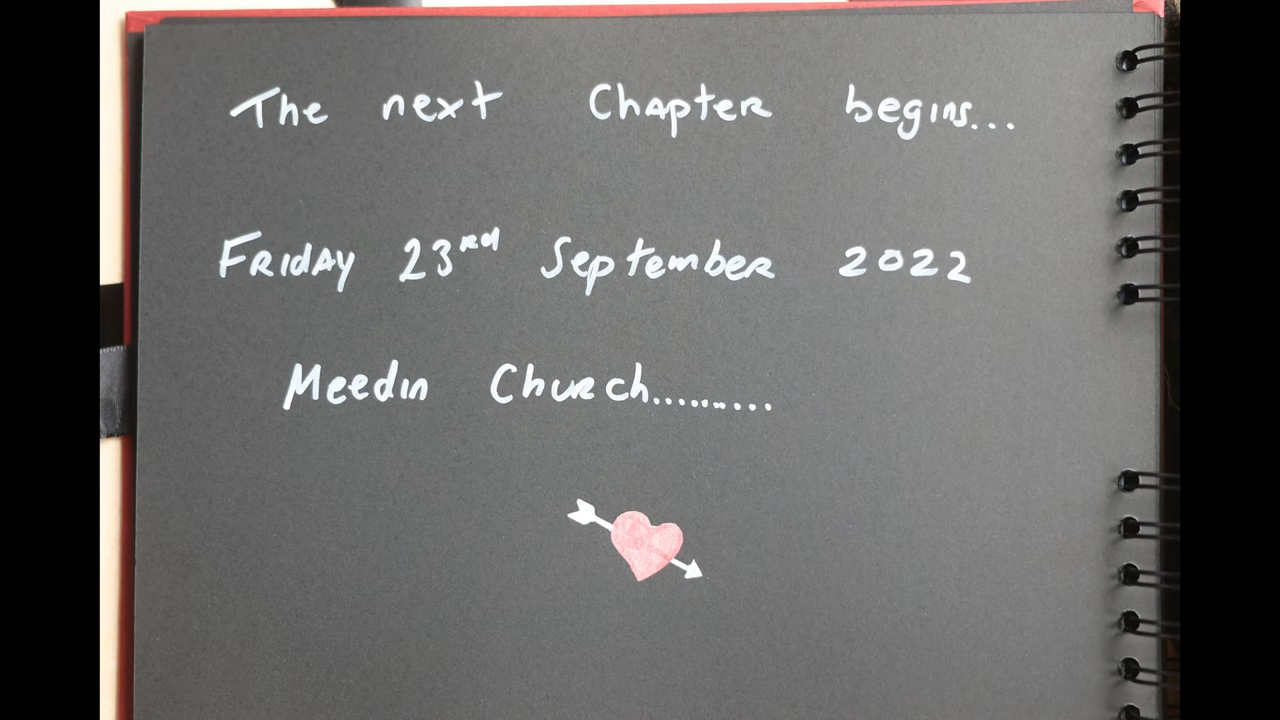 The next Chapter begins...
Friday 23rd September 2022
Meedin Church.........